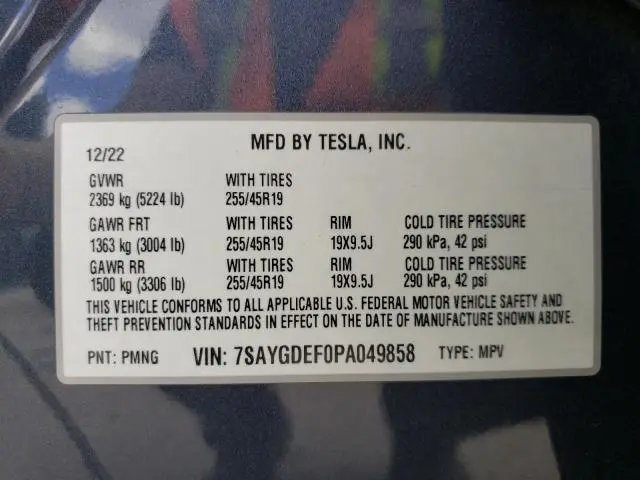 MFD BY TESLA, INC.
12/22
GVWR WITH TIRES
2369 kg (5224 lb) 255/45R19
GAWR FRT WITH TIRES RIM COLD TIRE PRESSURE
1363 kg (3004 lb) 255/45R19 19X9.5J 290 kPa, 42 psi
GAWR RR WITH TIRES RIM COLD TIRE PRESSURE
1500 kg (3306 lb) 255/45R19 19X9.5J 290 kPa, 42 psi
THIS VEHICLE CONFORMS TO ALL APPLICABLE U.S. FEDERAL MOTOR VEHICLE SAFETY AND
THEFT PREVENTION STANDARDS IN EFFECT ON THE DATE OF MANUFACTURE SHOWN ABOVE.
PNT: PMNG VIN: 7SAYGDEF0PA049858 TYPE: MPV